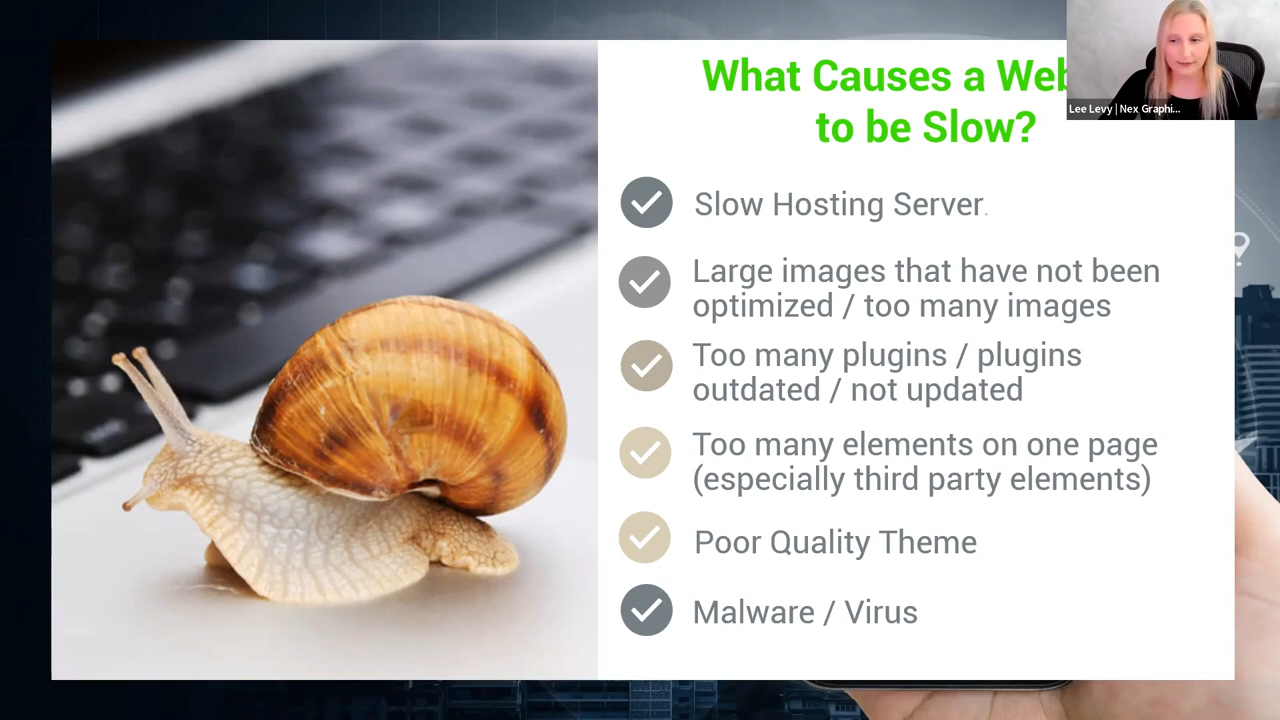 What Causes a Web
to be Slow?
Lee Levy | Nex Graphi...
Slow Hosting Server.
Large images that have not been
optimized / too many images
Too many plugins / plugins
outdated / not updated
Too many elements on one page
(especially third party elements)
Poor Quality Theme
Malware / Virus